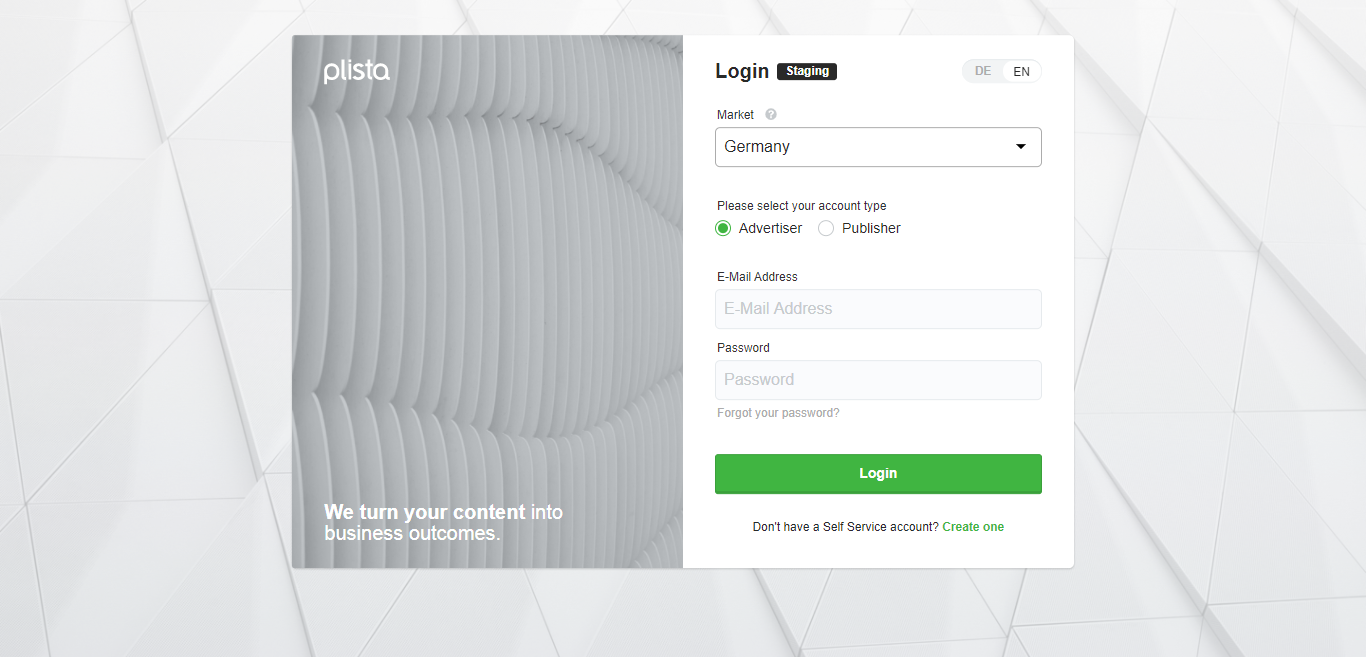 plista
We turn your content into
business outcomes.
Login Staging
DE EN
Market ?
Germany
Please select your account type
Advertiser Publisher
E-Mail Address
E-Mail Address
Password
Password
Forgot your password?
Login
Don't have a Self Service account? Create one